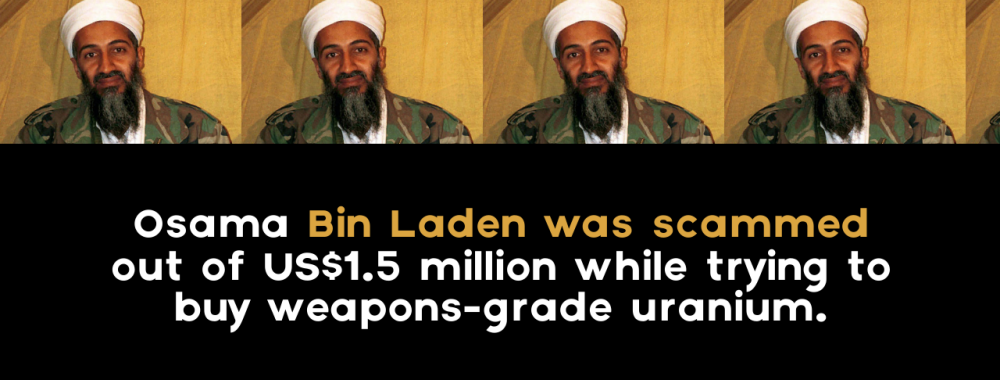 Osama Bin Laden was scammed
out of US$1.5 million while trying to
buy weapons-grade uranium.